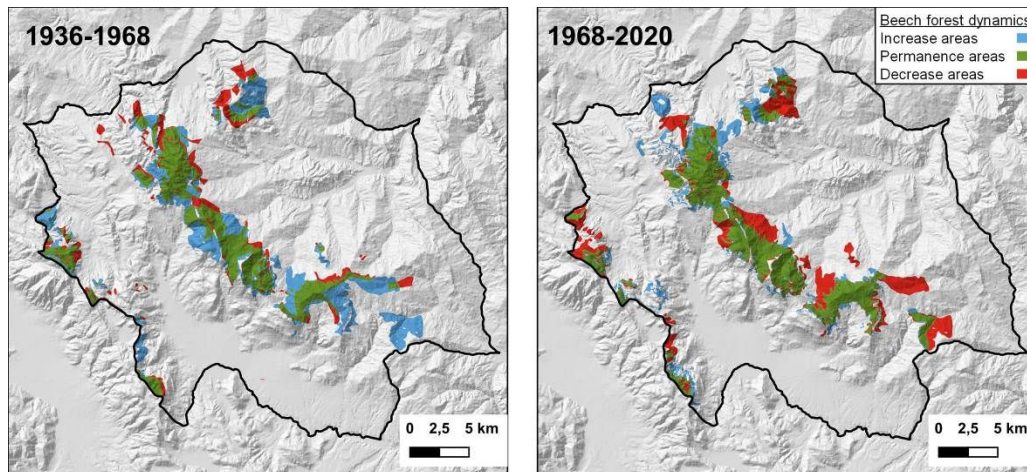 1936-1968
0 2,5 5 km
1968-2020
Beech forest dynamics
Increase areas
Permanence areas
Decrease areas
0 2,5 5 km